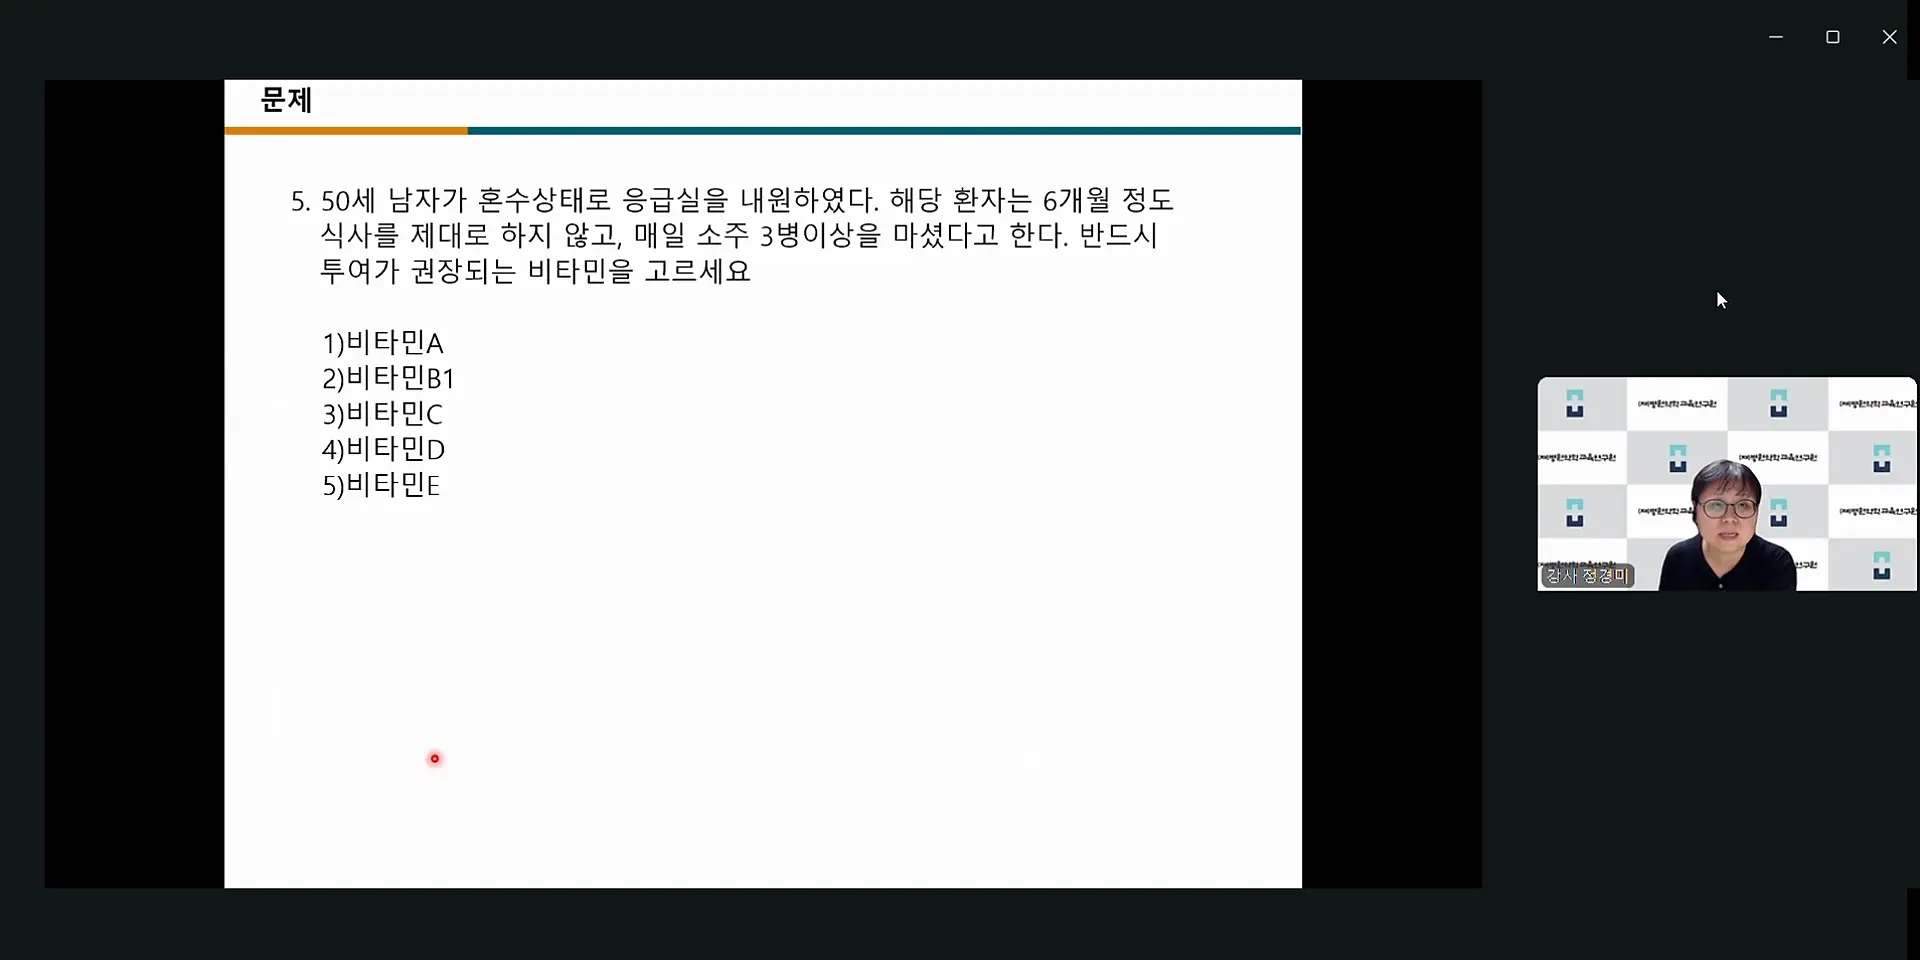 문제
5. 50세 남자가 혼수상태로 응급실을 내원하였다. 해당 환자는 6개월 정도
식사를 제대로 하지 않고, 매일 소주 3병이상을 마셨다고 한다. 반드시
투여가 권장되는 비타민을 고르세요
1)비타민A
2)비타민B1
3)비타민C
4)비타민D
5)비타민E
강사 정경미